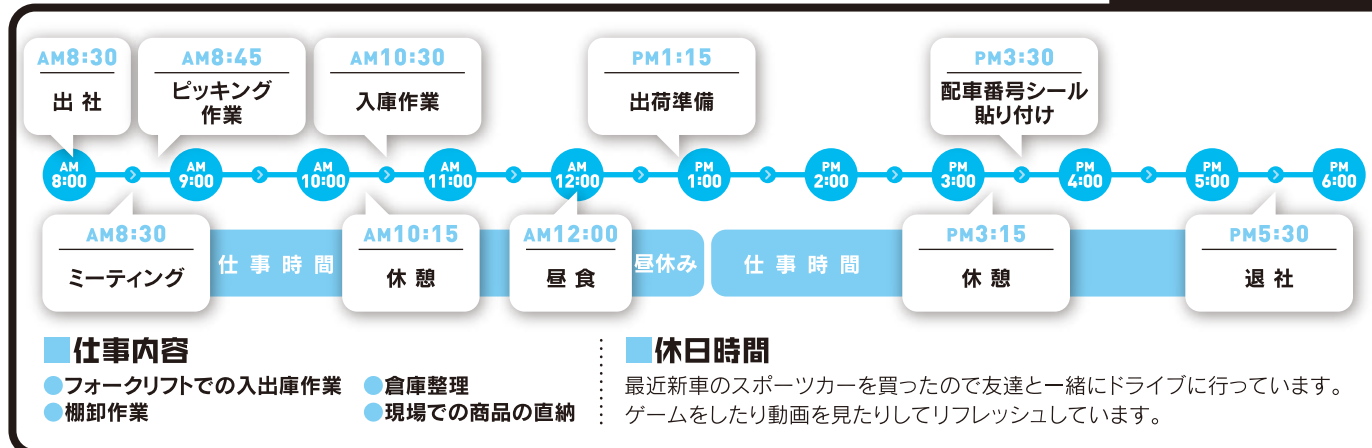 AM8:30
出社
AM8:45
ピッキング
作業
AM10:30
入庫作業
PM1:15
出荷準備
PM3:30
配車番号シール
貼り付け
AM
8:00
AM
9:00
AM
10:00
AM
11:00
AM
12:00
PM
1:00
PM
2:00
PM
3:00
PM
4:00
PM
5:00
PM
6:00
AM8:30
ミーティング
仕事時間
AM10:15
休憩
AM12:00
昼食
昼休み
仕事時間
PM3:15
休憩
PM5:30
退社
■仕事内容
●フォークリフトでの入出庫作業
●倉庫整理
●棚卸作業
●現場での商品の直納
■休日時間
最近新車のスポーツカーを買ったので友達と一緒にドライブに行っています。
ゲームをしたり動画を見たりしてリフレッシュしています。